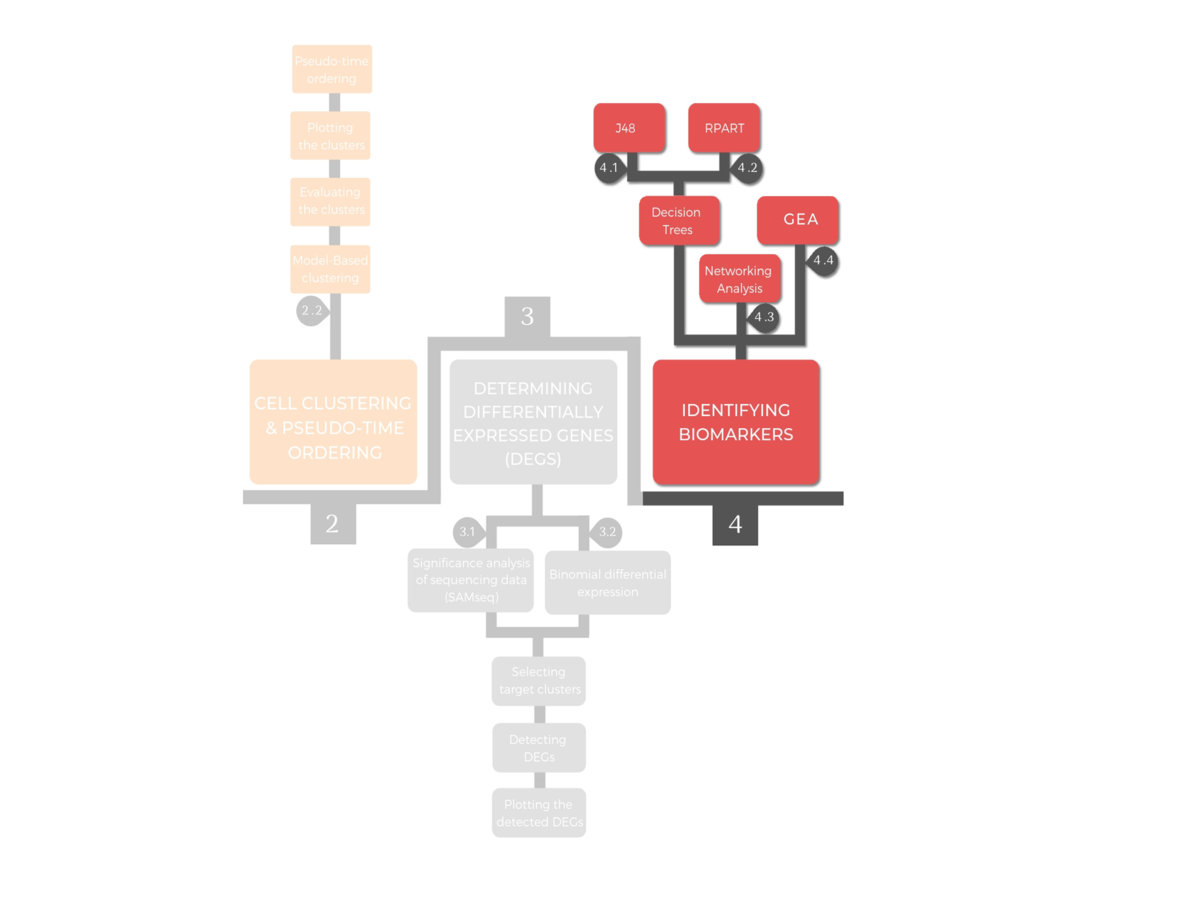 Pseudo-time
ordering
Plotting
the clusters
Evaluating
the clusters
Model-Based
clustering
2.2
CELL CLUSTERING
& PSEUDO-TIME
ORDERING
2
3
DETERMINING
DIFFERENTIALLY
EXPRESSED GENES
(DEGS)
3.1
3.2
Significance analysis
of sequencing data
(SAMseq)
Binomial differential
expression
Selecting
target clusters
Detecting
DEGs
Plotting the
detected DEGs
J48
RPART
4.1
4.2
Decision
Trees
GEA
4.4
Networking
Analysis
4.3
IDENTIFYING
BIOMARKERS
4